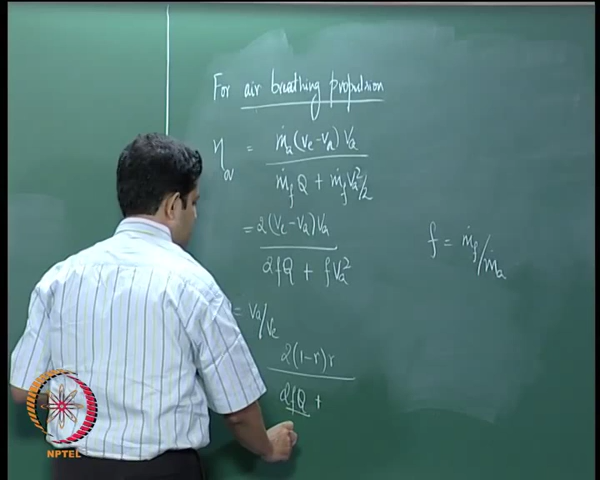 For air breathing propulsion
η_ov = ṁ_a(v_e-v_a)v_a / ṁ_f Q + ṁ_f v_a²/2
= 2(v_e-v_a)v_a / 2fQ + f v_a²
f = ṁ_f/ṁ_a
= v_a/v_e
2(1-r)r / 2fQ +
NPTEL